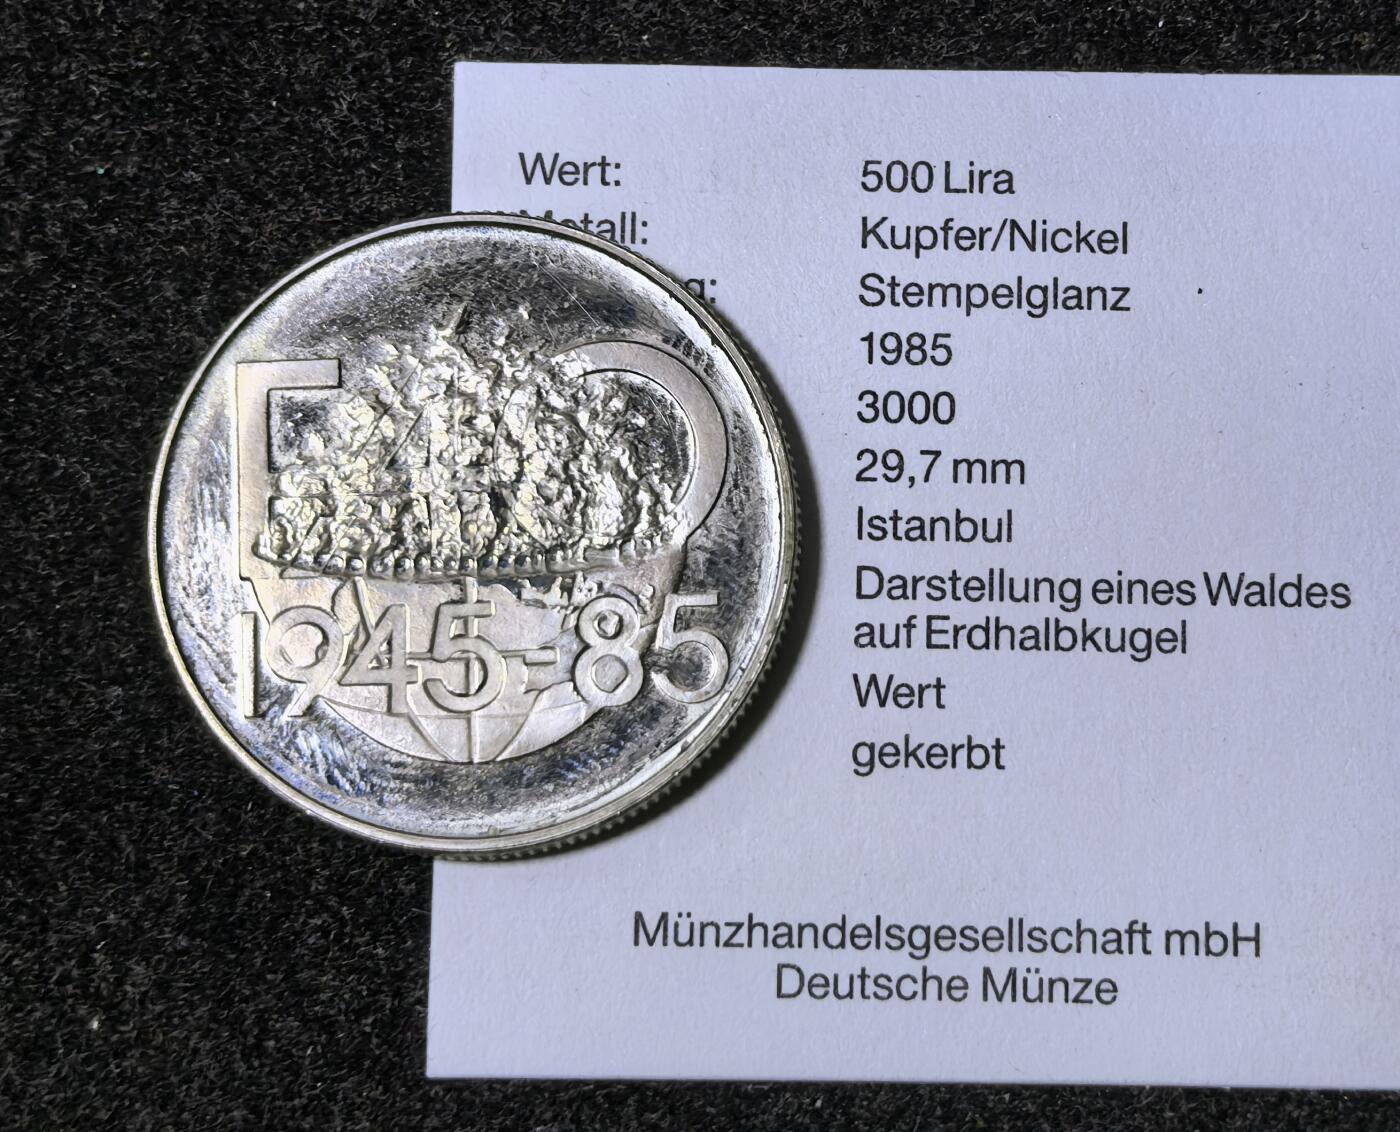 Wert: 500 Lira
Metall: Kupfer/Nickel
Stempelglanz
1985
3000
29,7 mm
Istanbul
Darstellung eines Waldes
auf Erdhalbkugel
Wert
gekerbt
1945-85
Münzhandelsgesellschaft mbH
Deutsche Münze